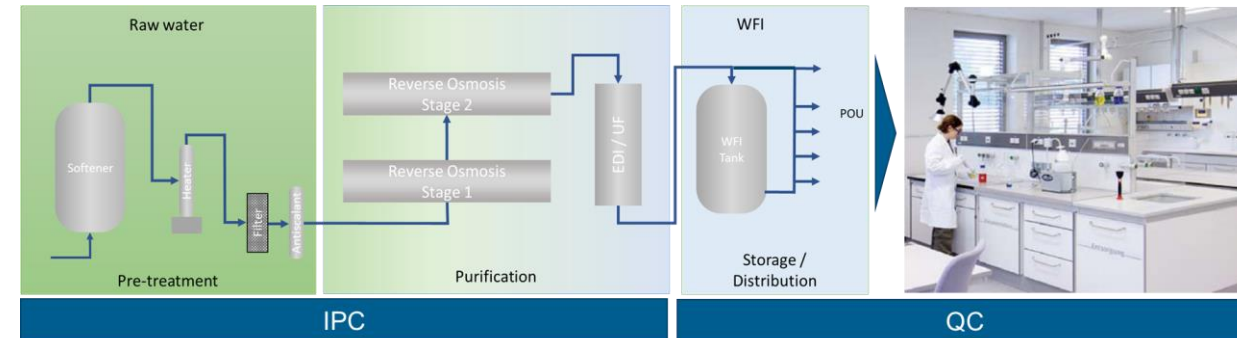 Raw water
WFI
Reverse Osmosis
Stage 2
Softener
Heater
EDI / UF
WFI
Tank
POU
Reverse Osmosis
Stage 1
Filter
Antiscalant
Pre-treatment
Purification
Storage /
Distribution
IPC
QC